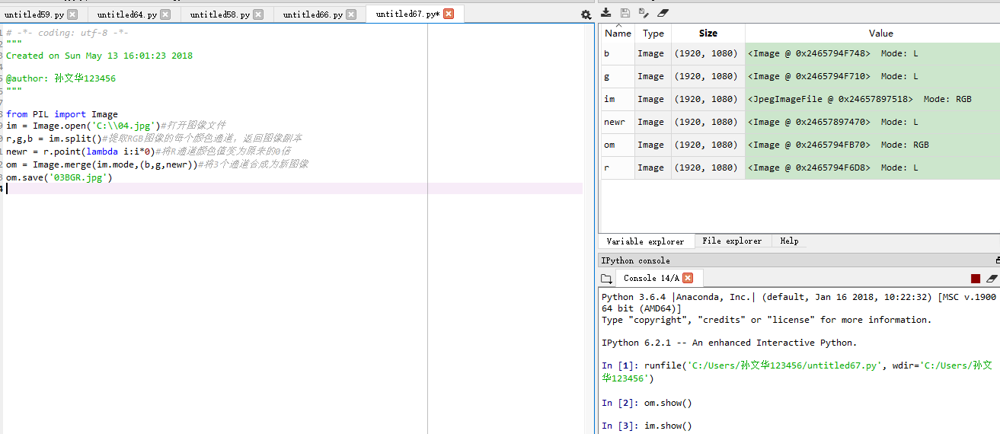 untitled59.py untitled64.py untitled58.py untitled66.py untitled67.py*
# -*- coding: utf-8 -*-
"""
Created on Sun May 13 16:01:23 2018
@author: 孙文华123456
"""
from PIL import Image
im = Image.open('C:\\04.jpg')#打开图像文件
r,g,b = im.split()#提取RGB图像的每个颜色通道，返回图像副本
newr = r.point(lambda i:i*0)#将R通道颜色值变为原来的0倍
om = Image.merge(im.mode,(b,g,newr))#将3个通道合成为新图像
om.save('03BGR.jpg')
Name Type Size Value
b Image (1920, 1080) <Image @ 0x2465794F748> Mode: L
g Image (1920, 1080) <Image @ 0x2465794F710> Mode: L
im Image (1920, 1080) <JpegImageFile @ 0x24657897518> Mode: RGB
newr Image (1920, 1080) <Image @ 0x24657897470> Mode: L
om Image (1920, 1080) <Image @ 0x2465794FB70> Mode: RGB
r Image (1920, 1080) <Image @ 0x2465794F6D8> Mode: L
Variable explorer File explorer Help
IPython console
Console 14/A
Python 3.6.4 |Anaconda, Inc.| (default, Jan 16 2018, 10:22:32) [MSC v.1900
64 bit (AMD64)]
Type "copyright", "credits" or "license" for more information.
IPython 6.2.1 -- An enhanced Interactive Python.
In [1]: runfile('C:/Users/孙文华123456/untitled67.py', wdir='C:/Users/孙文
华123456')
In [2]: om.show()
In [3]: im.show()